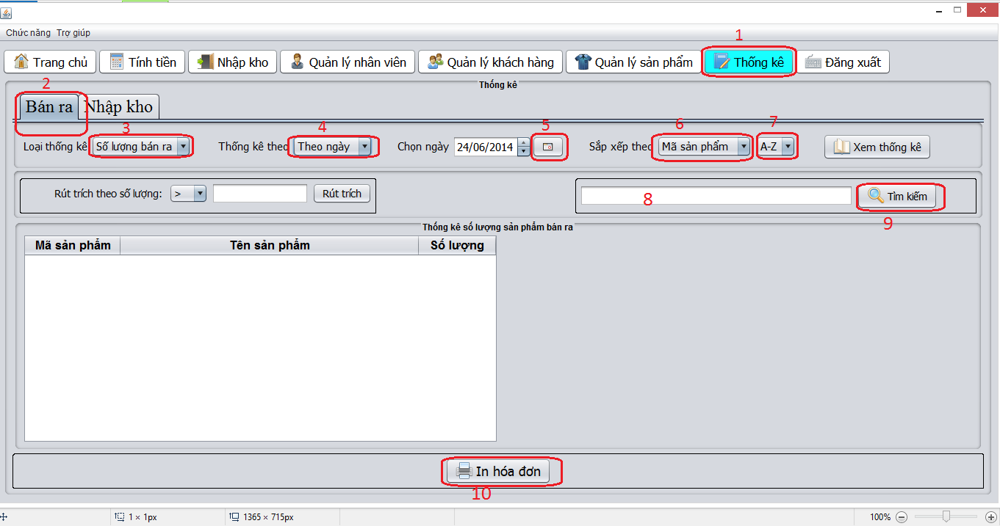 Chức năng Trợ giúp
1
Trang chủ Tính tiền Nhập kho Quản lý nhân viên Quản lý khách hàng Quản lý sản phẩm Thống kê Đăng xuất
Thống kê
2
Bán ra Nhập kho
3 4 5 6 7
Loại thống kê Số lượng bán ra Thống kê theo Theo ngày Chọn ngày 24/06/2014 Sắp xếp theo Mã sản phẩm A-Z Xem thống kê
Rút trích theo số lượng: > Rút trích 8 Tìm kiếm
9
Thống kê số lượng sản phẩm bán ra
Mã sản phẩm Tên sản phẩm Số lượng
In hóa đơn
10
1 × 1px 1365 × 715px 100%